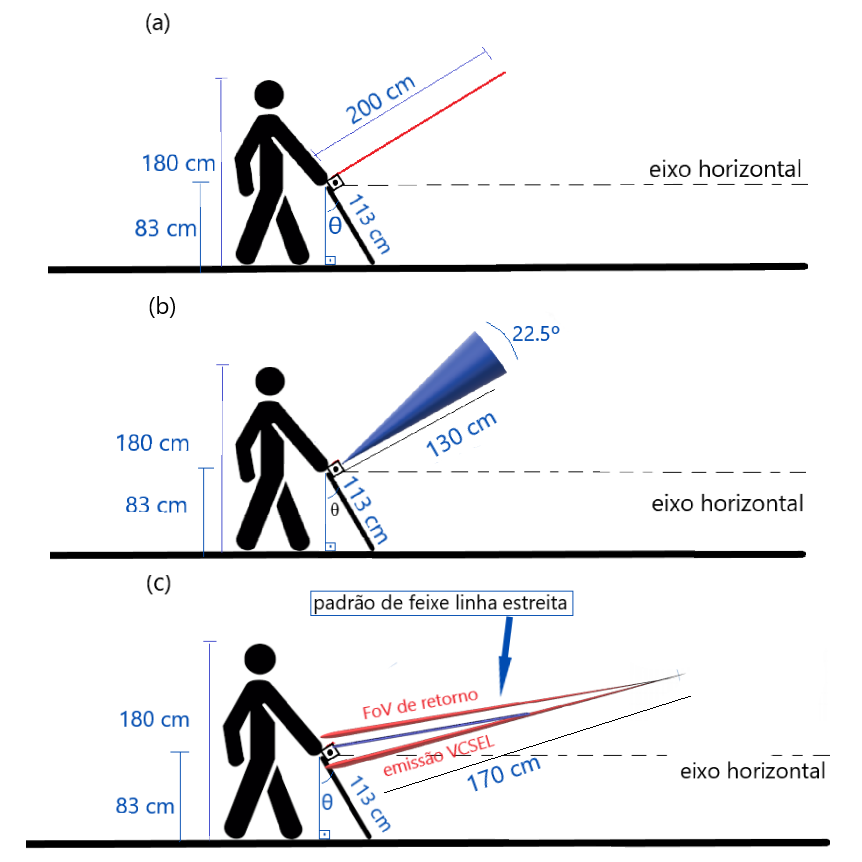 (a)
200 cm
180 cm
eixo horizontal
83 cm
θ
113 cm
(b)
22.5º
130 cm
180 cm
83 cm
θ
113 cm
eixo horizontal
(c)
padrão de feixe linha estreita
FoV de retorno
180 cm
emissão VCSEL
170 cm
eixo horizontal
83 cm
θ
113 cm